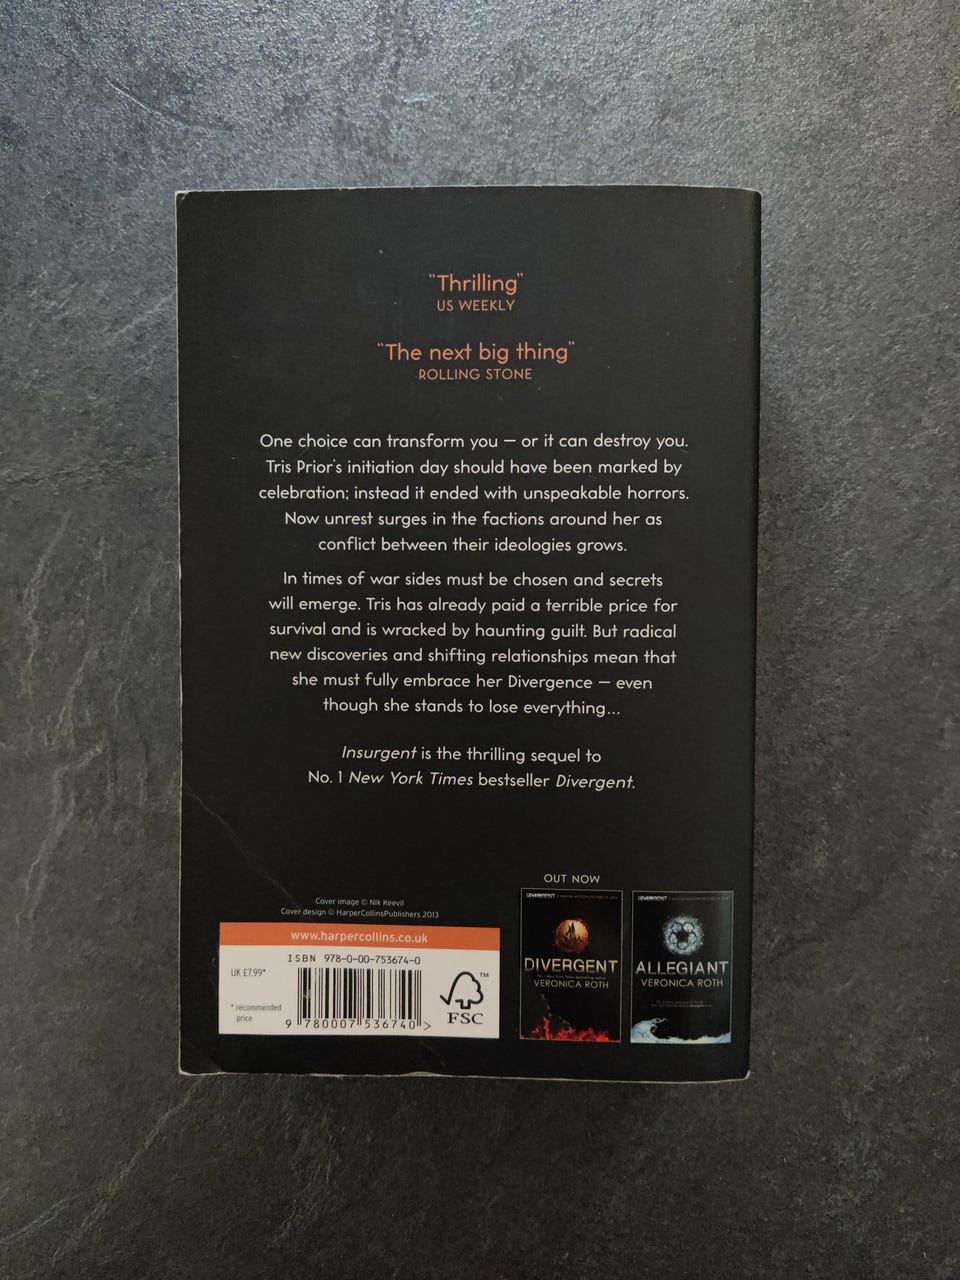 "Thrilling"
US WEEKLY
"The next big thing"
ROLLING STONE
One choice can transform you – or it can destroy you.
Tris Prior's initiation day should have been marked by
celebration; instead it ended with unspeakable horrors.
Now unrest surges in the factions around her as
conflict between their ideologies grows.
In times of war sides must be chosen and secrets
will emerge. Tris has already paid a terrible price for
survival and is wracked by haunting guilt. But radical
new discoveries and shifting relationships mean that
she must fully embrace her Divergence – even
though she stands to lose everything...
Insurgent is the thrilling sequel to
No. 1 New York Times bestseller Divergent.
Cover image © Nik Keevil
Cover design © HarperCollinsPublishers 2013
www.harpercollins.co.uk
ISBN 978-0-00-753674-0
UK £7.99*
* recommended
price
9 780007 536740 >
FSC
™
OUT NOW
DIVERGENT
DIVERGENT
VERONICA ROTH
DIVERGENT
ALLEGIANT
VERONICA ROTH